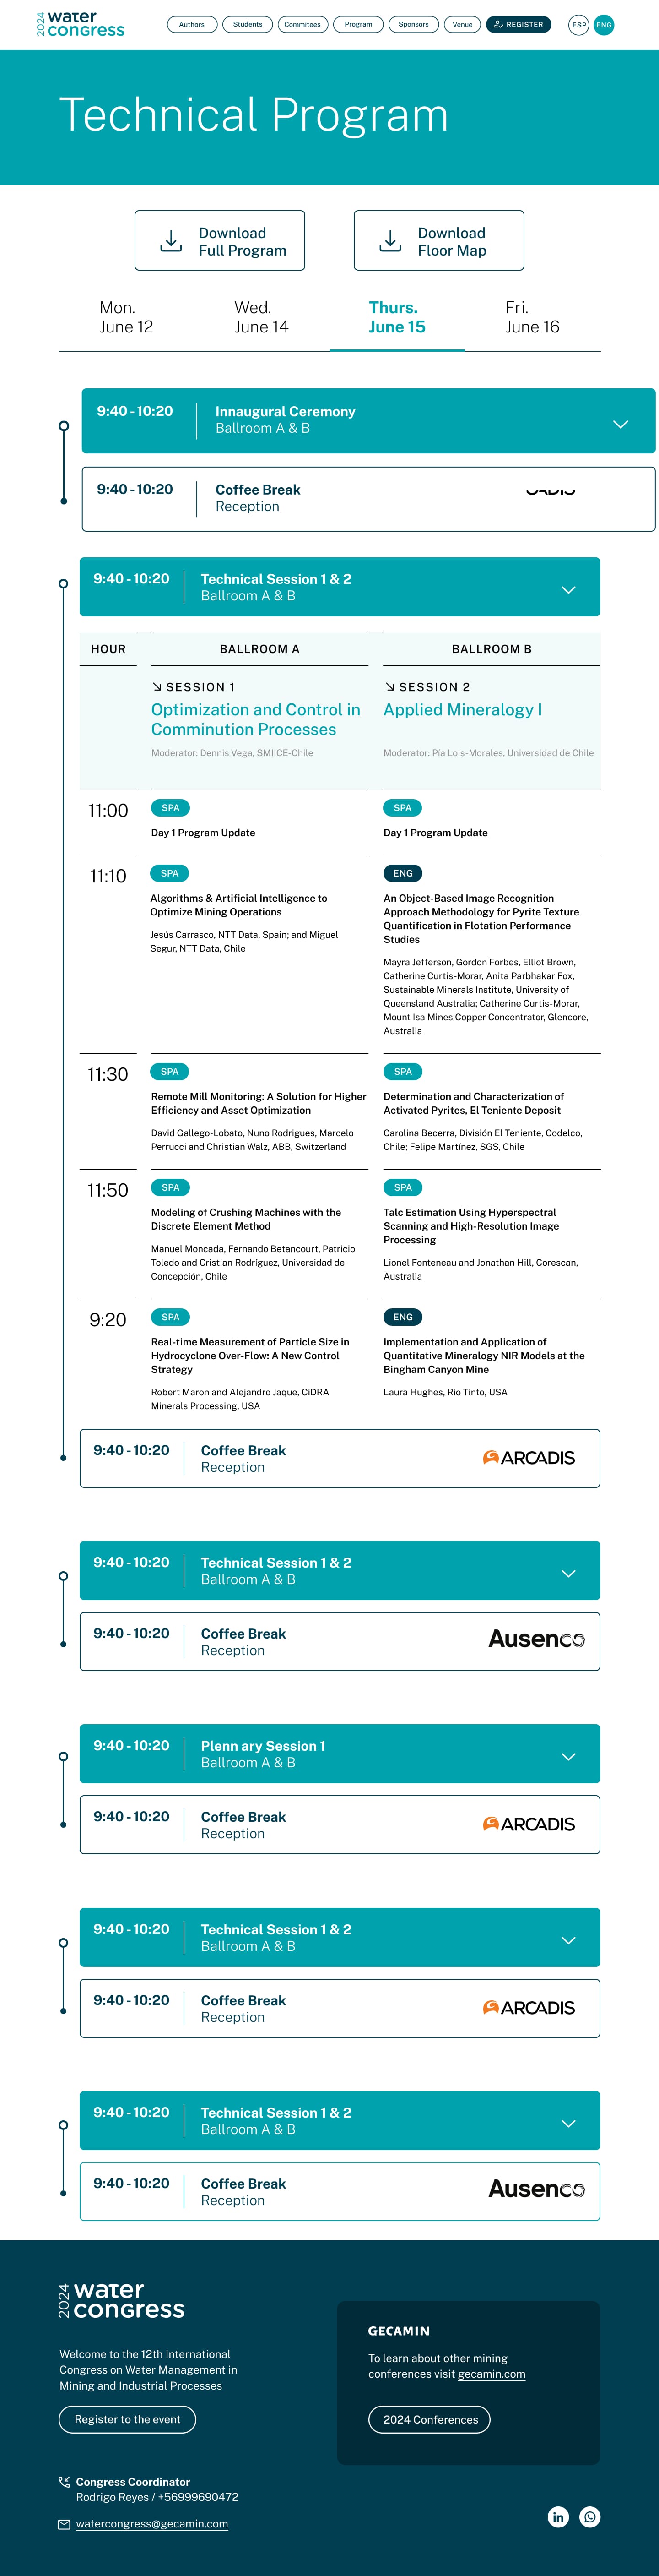 2024 water congress
Authors Students Commitees Program Sponsors Venue REGISTER ESP ENG
Technical Program
Download
Full Program
Download
Floor Map
Mon.
June 12
Wed.
June 14
Thurs.
June 15
Fri.
June 16
9:40 - 10:20 Innaugural Ceremony
Ballroom A & B
9:40 - 10:20 Coffee Break
Reception
9:40 - 10:20 Technical Session 1 & 2
Ballroom A & B
HOUR BALLROOM A BALLROOM B
SESSION 1
Optimization and Control in
Comminution Processes
Moderator: Dennis Vega, SMIICE-Chile
SESSION 2
Applied Mineralogy I
Moderator: Pía Lois-Morales, Universidad de Chile
11:00
SPA
Day 1 Program Update
SPA
Day 1 Program Update
11:10
SPA
Algorithms & Artificial Intelligence to
Optimize Mining Operations
Jesús Carrasco, NTT Data, Spain; and Miguel
Segur, NTT Data, Chile
ENG
An Object-Based Image Recognition
Approach Methodology for Pyrite Texture
Quantification in Flotation Performance
Studies
Mayra Jefferson, Gordon Forbes, Elliot Brown,
Catherine Curtis-Morar, Anita Parbhakar Fox,
Sustainable Minerals Institute, University of
Queensland Australia; Catherine Curtis-Morar,
Mount Isa Mines Copper Concentrator, Glencore,
Australia
11:30
SPA
Remote Mill Monitoring: A Solution for Higher
Efficiency and Asset Optimization
David Gallego-Lobato, Nuno Rodrigues, Marcelo
Perrucci and Christian Walz, ABB, Switzerland
SPA
Determination and Characterization of
Activated Pyrites, El Teniente Deposit
Carolina Becerra, División El Teniente, Codelco,
Chile; Felipe Martínez, SGS, Chile
11:50
SPA
Modeling of Crushing Machines with the
Discrete Element Method
Manuel Moncada, Fernando Betancourt, Patricio
Toledo and Cristian Rodríguez, Universidad de
Concepción, Chile
SPA
Talc Estimation Using Hyperspectral
Scanning and High-Resolution Image
Processing
Lionel Fonteneau and Jonathan Hill, Corescan,
Australia
9:20
SPA
Real-time Measurement of Particle Size in
Hydrocyclone Over-Flow: A New Control
Strategy
Robert Maron and Alejandro Jaque, CiDRA
Minerals Processing, USA
ENG
Implementation and Application of
Quantitative Mineralogy NIR Models at the
Bingham Canyon Mine
Laura Hughes, Rio Tinto, USA
9:40 - 10:20 Coffee Break
Reception
ARCADIS
9:40 - 10:20 Technical Session 1 & 2
Ballroom A & B
9:40 - 10:20 Coffee Break
Reception
Ausenco
9:40 - 10:20 Plenn ary Session 1
Ballroom A & B
9:40 - 10:20 Coffee Break
Reception
ARCADIS
9:40 - 10:20 Technical Session 1 & 2
Ballroom A & B
9:40 - 10:20 Coffee Break
Reception
ARCADIS
9:40 - 10:20 Technical Session 1 & 2
Ballroom A & B
9:40 - 10:20 Coffee Break
Reception
Ausenco
2024 water
congress
Welcome to the 12th International
Congress on Water Management in
Mining and Industrial Processes
Register to the event
GECAMIN
To learn about other mining
conferences visit gecamin.com
2024 Conferences
Congress Coordinator
Rodrigo Reyes / +56999690472
watercongress@gecamin.com
in